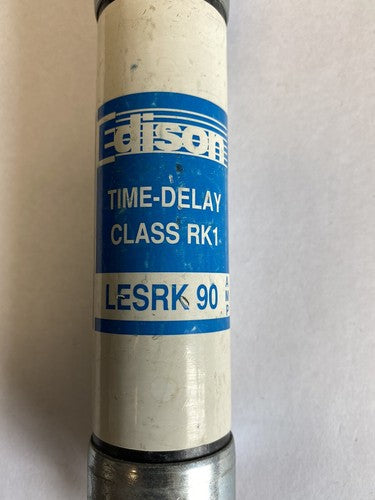 Edison
TIME-DELAY
CLASS RK1
LESRK 90
A
M
P